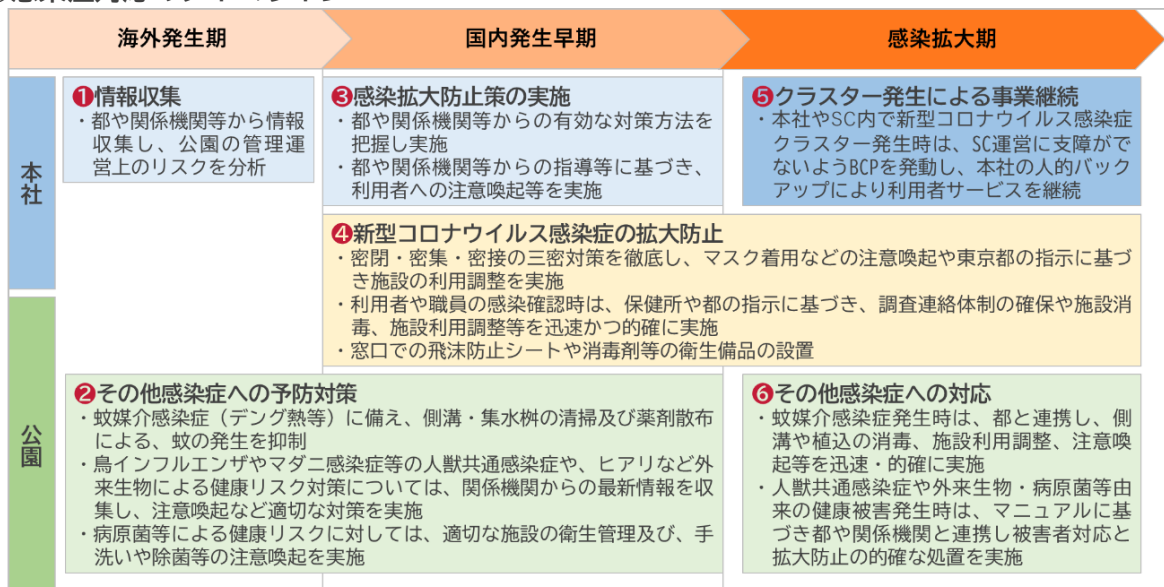 海外発生期
国内発生早期
感染拡大期
本社
❶情報収集
・都や関係機関等から情報
収集し、公園の管理運
営上のリスクを分析
❸感染拡大防止策の実施
・都や関係機関等からの有効な対策方法を
把握し実施
・都や関係機関等からの指導等に基づき、
利用者への注意喚起等を実施
❺クラスター発生による事業継続
・本社やSC内で新型コロナウイルス感染症
クラスター発生時は、SC運営に支障がで
ないようBCPを発動し、本社の人的バック
アップにより利用者サービスを継続
❹新型コロナウイルス感染症の拡大防止
・密閉・密集・密接の三密対策を徹底し、マスク着用などの注意喚起や東京都の指示に基づ
き施設の利用調整を実施
・利用者や職員の感染確認時は、保健所や都の指示に基づき、調査連絡体制の確保や施設消
毒、施設利用調整等を迅速かつ的確に実施
・窓口での飛沫防止シートや消毒剤等の衛生備品の設置
公園
❷その他感染症への予防対策
・蚊媒介感染症（デング熱等）に備え、側溝・集水桝の清掃及び薬剤散布
による、蚊の発生を抑制
・鳥インフルエンザやマダニ感染症等の人獣共通感染症や、ヒアリなど外
来生物による健康リスク対策については、関係機関からの最新情報を収
集し、注意喚起など適切な対策を実施
・病原菌等による健康リスクに対しては、適切な施設の衛生管理及び、手
洗いや除菌等の注意喚起を実施
❻その他感染症への対応
・蚊媒介感染症発生時は、都と連携し、側
溝や植込の消毒、施設利用調整、注意喚
起等を迅速・的確に実施
・人獣共通感染症や外来生物・病原菌等由
来の健康被害発生時は、マニュアルに基
づき都や関係機関と連携し被害者対応と
拡大防止の的確な処置を実施